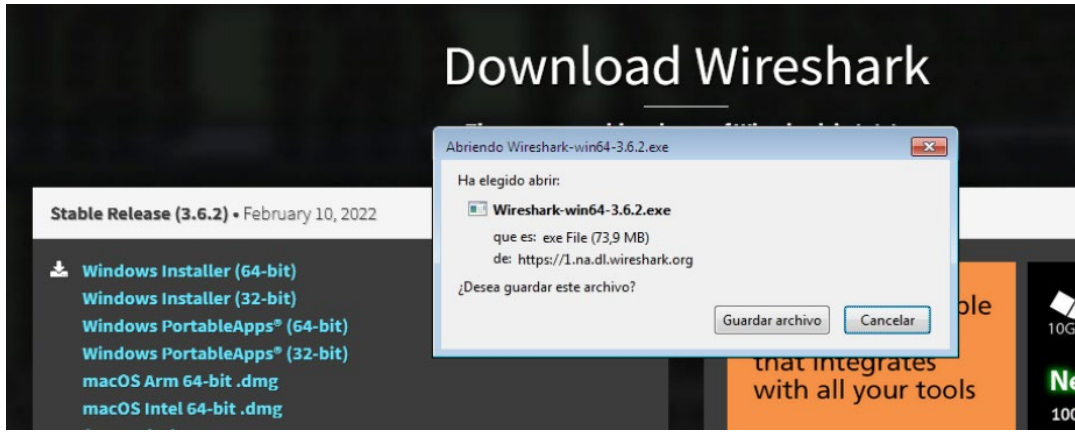 Download Wireshark
Abriendo Wireshark-win64-3.6.2.exe
Ha elegido abrir:
Wireshark-win64-3.6.2.exe
que es: exe File (73,9 MB)
de: https://1.na.dl.wireshark.org
¿Desea guardar este archivo?
Guardar archivo
Cancelar
Stable Release (3.6.2) • February 10, 2022
Windows Installer (64-bit)
Windows Installer (32-bit)
Windows PortableApps® (64-bit)
Windows PortableApps® (32-bit)
macOS Arm 64-bit .dmg
macOS Intel 64-bit .dmg
that integrates
with all your tools
10G
100